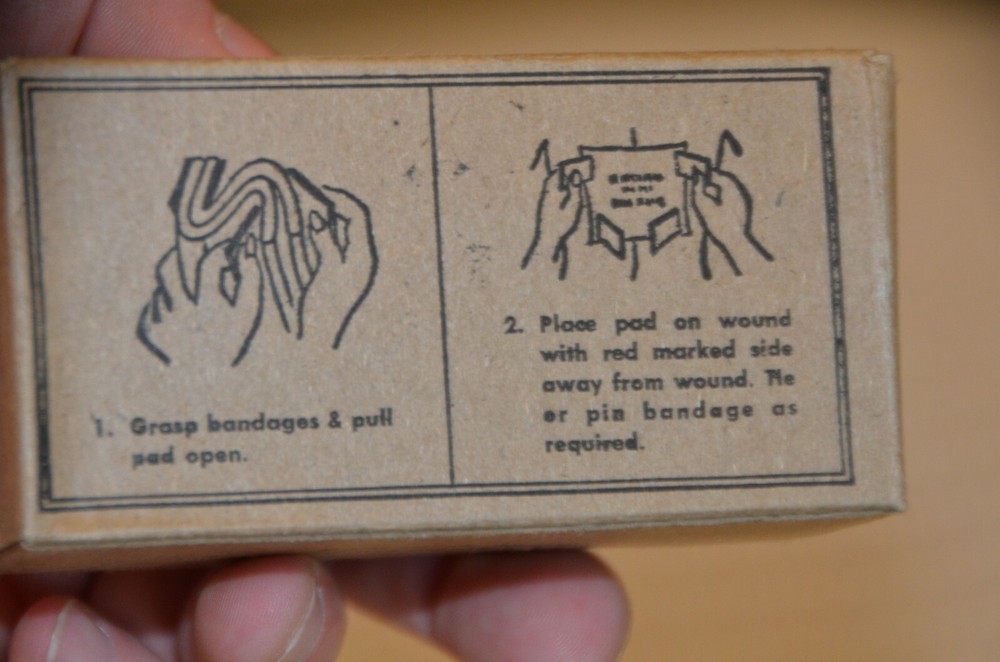 1. Grasp bandages & pull
pad open.
2. Place pad on wound
with red marked side
away from wound. Tie
or pin bandage as
required.